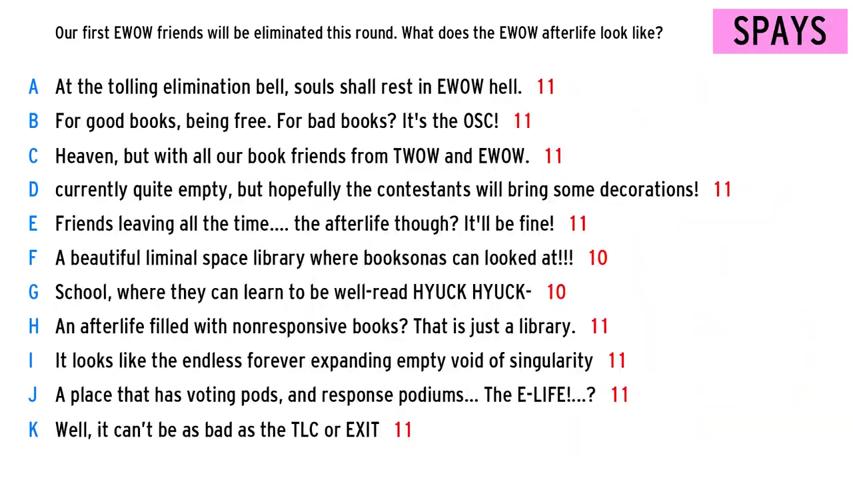 Our first EWOW friends will be eliminated this round. What does the EWOW afterlife look like?
SPAYS
A At the tolling elimination bell, souls shall rest in EWOW hell. 11
B For good books, being free. For bad books? It's the OSC! 11
C Heaven, but with all our book friends from TWOW and EWOW. 11
D currently quite empty, but hopefully the contestants will bring some decorations! 11
E Friends leaving all the time.... the afterlife though? It'll be fine! 11
F A beautiful liminal space library where booksonas can looked at!!! 10
G School, where they can learn to be well-read HYUCK HYUCK- 10
H An afterlife filled with nonresponsive books? That is just a library. 11
I It looks like the endless forever expanding empty void of singularity 11
J A place that has voting pods, and response podiums... The E-LIFE!...? 11
K Well, it can’t be as bad as the TLC or EXIT 11